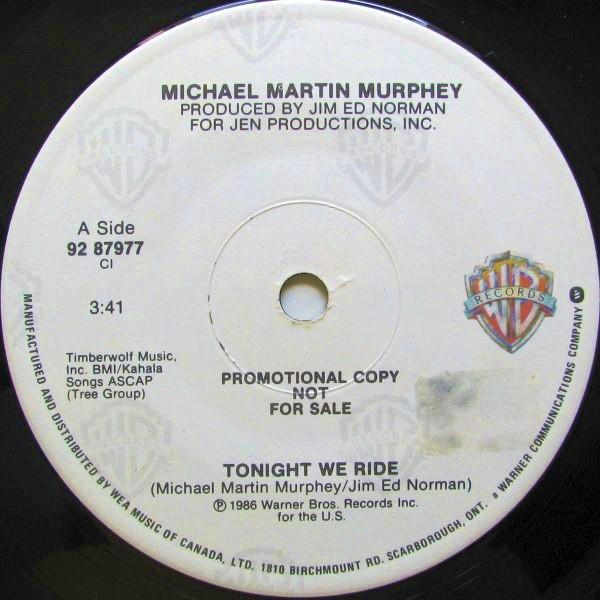 MICHAEL MARTIN MURPHEY
PRODUCED BY JIM ED NORMAN
FOR JEN PRODUCTIONS, INC.
A Side
92 87977
CI
3:41
RECORDS
Timberwolf Music,
Inc. BMI/Kahala
Songs ASCAP
(Tree Group)
PROMOTIONAL COPY
NOT
FOR SALE
TONIGHT WE RIDE
(Michael Martin Murphey/Jim Ed Norman)
℗ 1986 Warner Bros. Records Inc.
for the U.S.
MANUFACTURED AND DISTRIBUTED BY WEA MUSIC OF CANADA, LTD. 1810 BIRCHMOUNT RD. SCARBOROUGH, ONT. a WARNER COMMUNICATIONS COMPANY